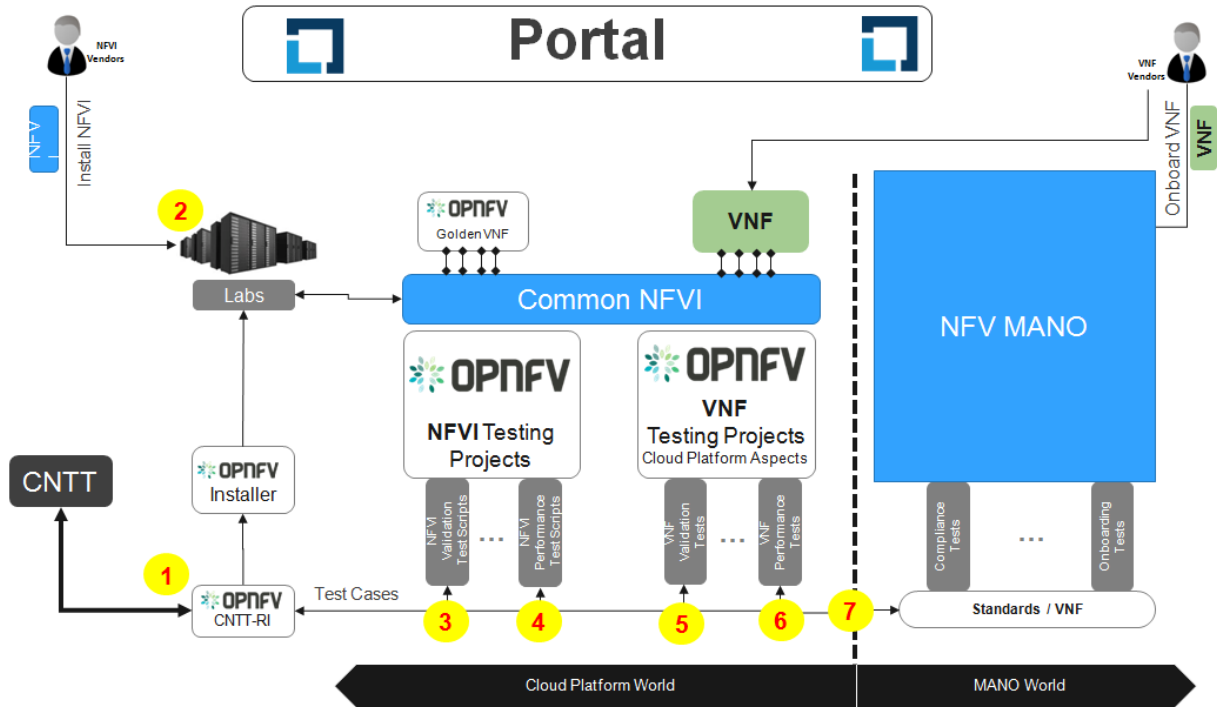 Portal
NFVI
Vendors
VNF
Vendors
NFV
I
Install NFVI
Onboard VNF
VNF
2
OPNFV
Golden VNF
VNF
Labs
Common NFVI
NFV MANO
OPNFV
NFVI Testing
Projects
OPNFV
VNF
Testing Projects
Cloud Platform Aspects
CNTT
OPNFV
Installer
NFVI
Validation
Test Scripts
...
NFVI
Performance
Test Scripts
VNF
Validation
Tests
...
VNF
Performance
Tests
Compliance
Tests
...
Onboarding
Tests
1
OPNFV
CNTT-RI
Test Cases
3
4
5
6
7
Standards / VNF
Cloud Platform World
MANO World